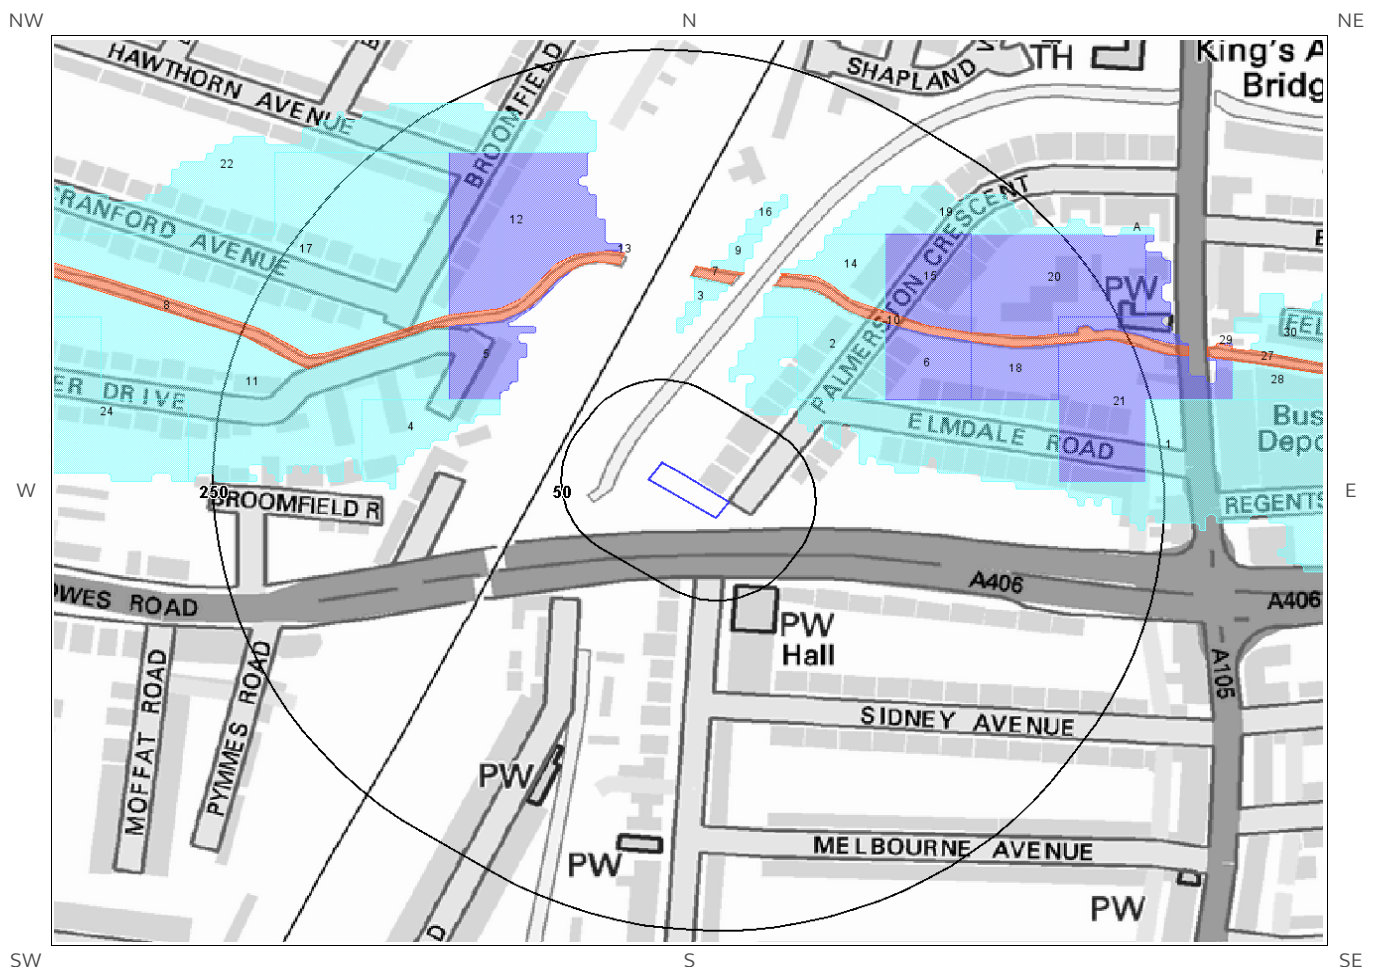 NW
N
NE
HAWTHORN AVENUE
BROOMFIELD
SHAPLAND
TH
King's A
Bridg
22
RANFORD AVENUE
17
12
13
16
9
7
3
14
19
CRESCENT
PALMERSTON
15
20
A
PW
10
2
6
18
21
1
29
27
28
30
8
ER DRIVE
11
24
5
4
ELMDALE ROAD
Bus
Depo
REGENTS
W
250
50
E
BROOMFIELD R
OWES ROAD
A406
A406
A105
PW
Hall
MOFFAT ROAD
PYMMES ROAD
SIDNEY AVENUE
PW
PW
MELBOURNE AVENUE
PW
D
SW
S
SE